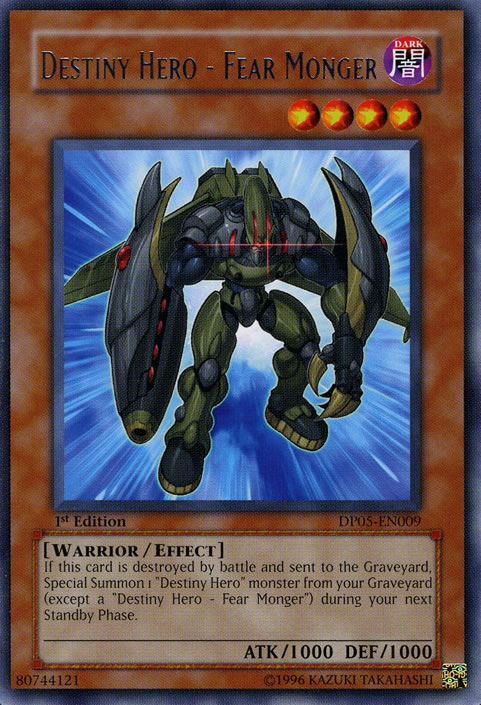 DESTINY HERO - FEAR MONGER
DARK
闇
1st Edition
DP05-EN009
[WARRIOR / EFFECT]
If this card is destroyed by battle and sent to the Graveyard,
Special Summon 1 "Destiny Hero" monster from your Graveyard
(except a "Destiny Hero - Fear Monger") during your next
Standby Phase.
ATK/1000 DEF/1000
80744121
©1996 KAZUKI TAKAHASHI